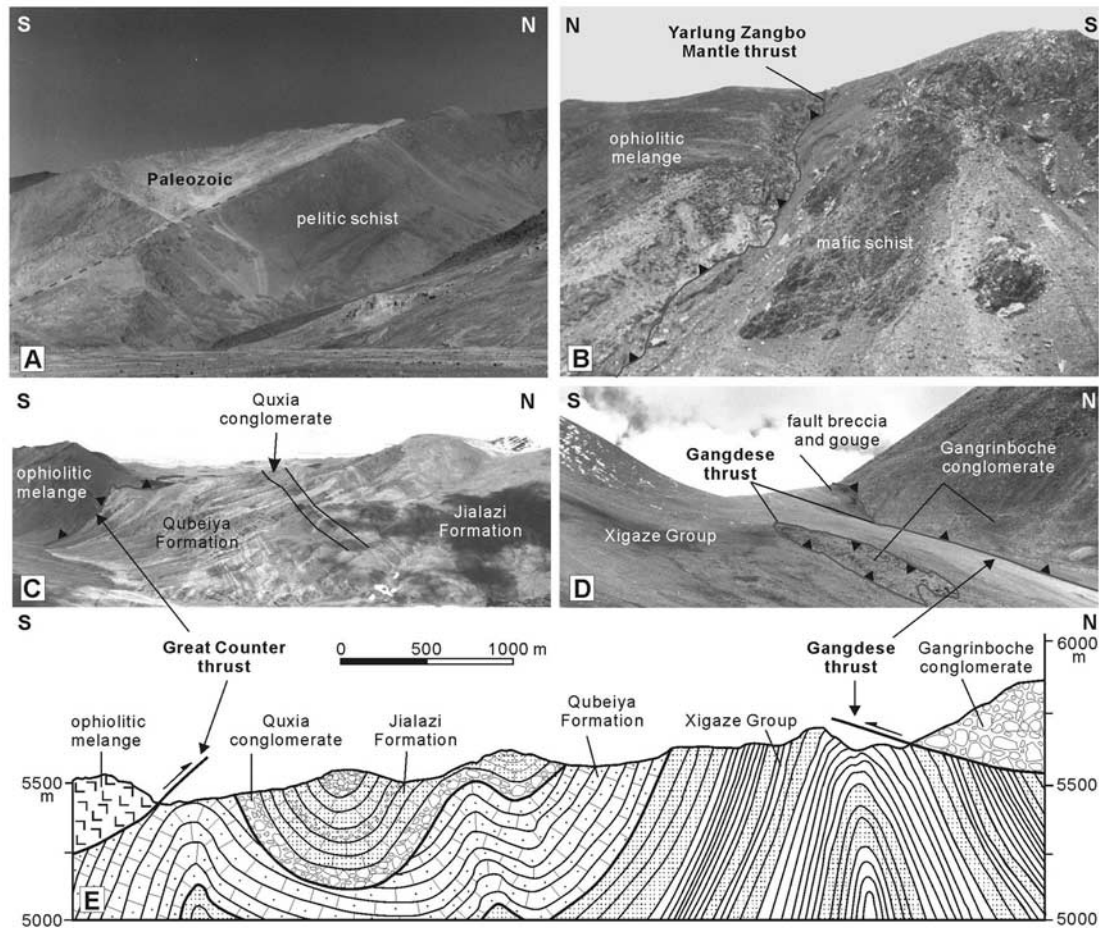 S
N
Paleozoic
pelitic schist
A
N
S
Yarlung Zangbo
Mantle thrust
ophiolitic
melange
mafic schist
B
S
N
Quxia
conglomerate
ophiolitic
melange
Qubeiya
Formation
Jialazi
Formation
C
S
N
fault breccia
and gouge
Gangdese
thrust
Gangrinboche
conglomerate
Xigaze Group
D
S
N
Great Counter
thrust
0 500 1000 m
Gangdese
thrust
Gangrinboche
conglomerate
6000
m
ophiolitic
melange
Quxia
conglomerate
Jialazi
Formation
Qubeiya
Formation
Xigaze Group
5500
m
5500
E
5000
5000